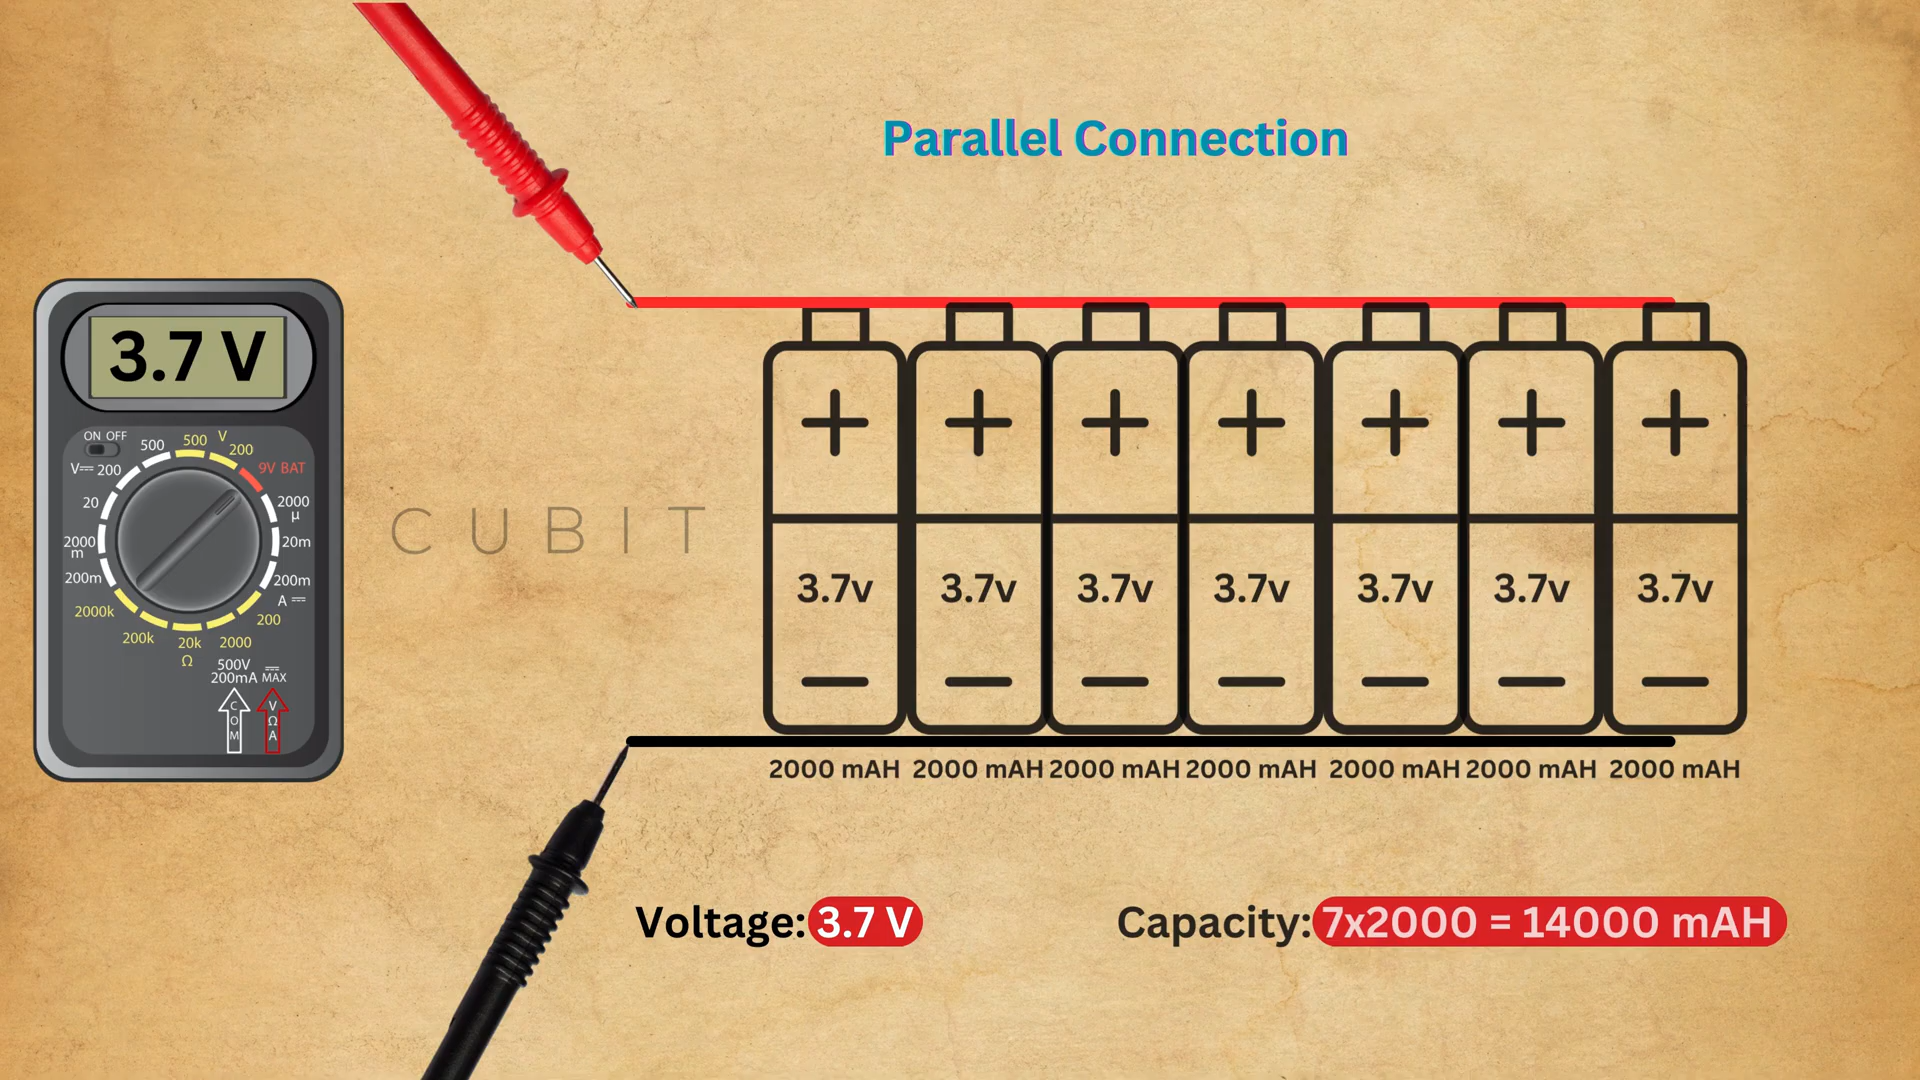 Parallel Connection
3.7 V
ON OFF
500
500
V
200
9V BAT
V⎓ 200
20
2000
m
200m
2000k
200k
20k
Ω
2000
200
A ⎓
200m
20m
2000
µ
500V
200mA
⎓
MAX
COM
VΩA
CUBIT
3.7v 3.7v 3.7v 3.7v 3.7v 3.7v 3.7v
2000 mAH 2000 mAH 2000 mAH 2000 mAH 2000 mAH 2000 mAH 2000 mAH
Voltage: 3.7 V
Capacity: 7x2000 = 14000 mAH